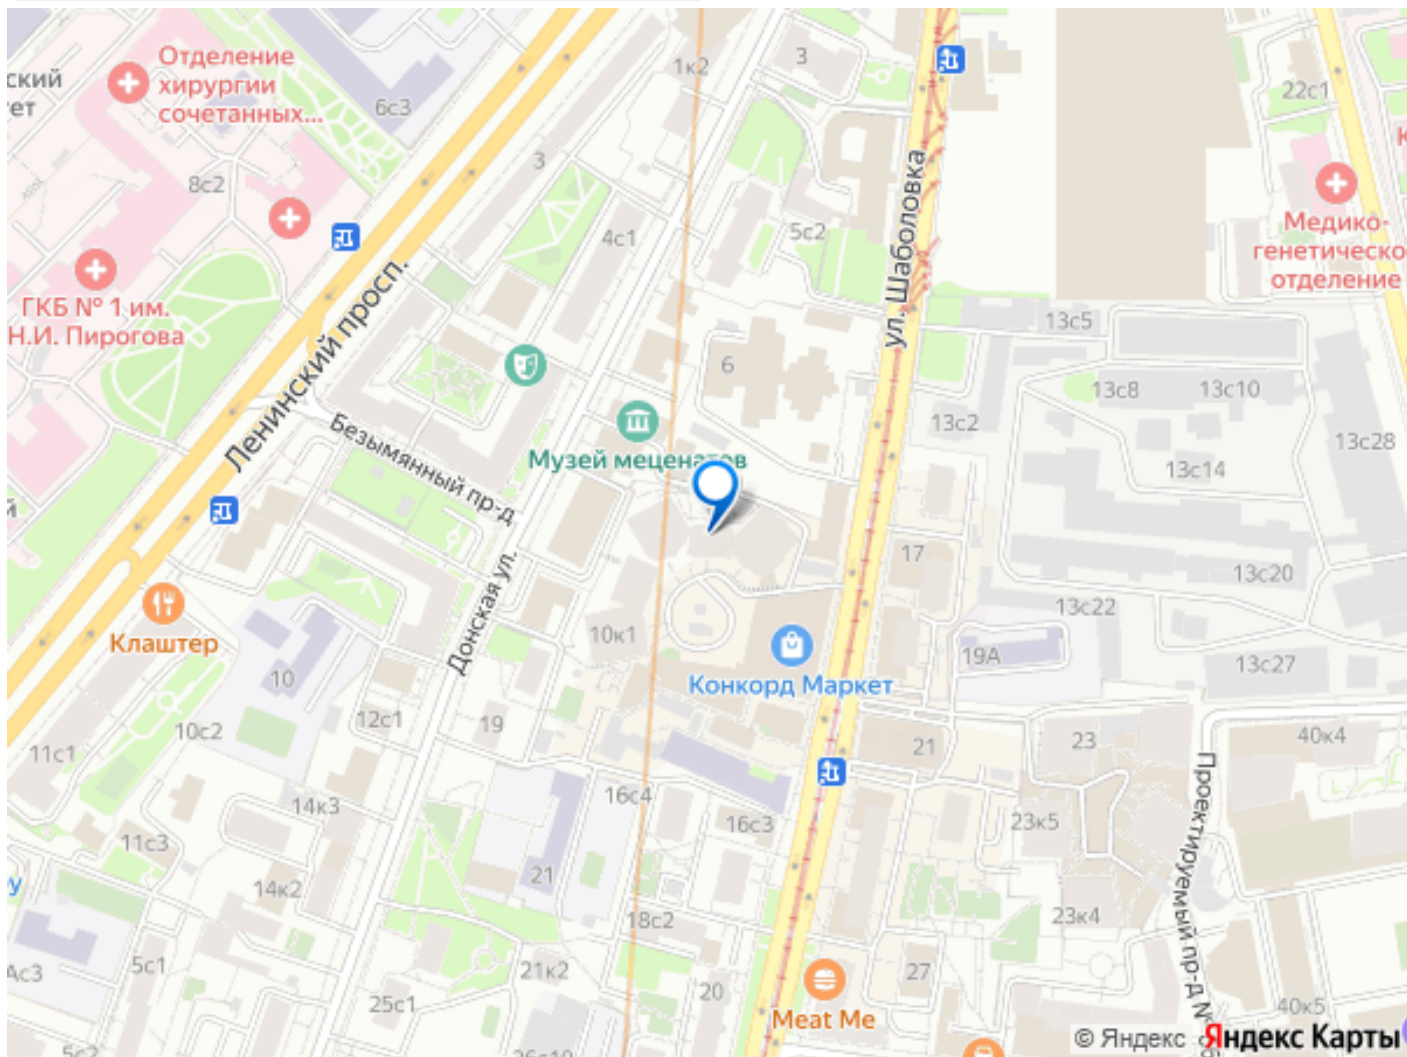 Отделение
хирургии
сочетанных...
ский
ет
6с3
1к2
3
22с1
8с2
3
4с1
5с2
ул. Шаболовка
Медико-
генетическо
отделение
ГКБ № 1 им.
Н.И. Пирогова
Ленинский просп.
13с5
6
13с8
13с10
13с2
13с28
Безымянный пр-д
Музей меценатов
13с14
й
17
13с20
Донская ул.
13с22
Клаштер
10к1
19А
13с27
10
Конкорд Маркет
12с1
19
10с2
11с1
21
23
40к4
Проектируемый пр-д №
14к3
16с4
16с3
23к5
11с3
21
14к2
у
18с2
23к4
Ас3
5с1
21к2
20
27
25с1
Meat Me
40к5
5с2
26с10
© Яндекс Яндекс Карты